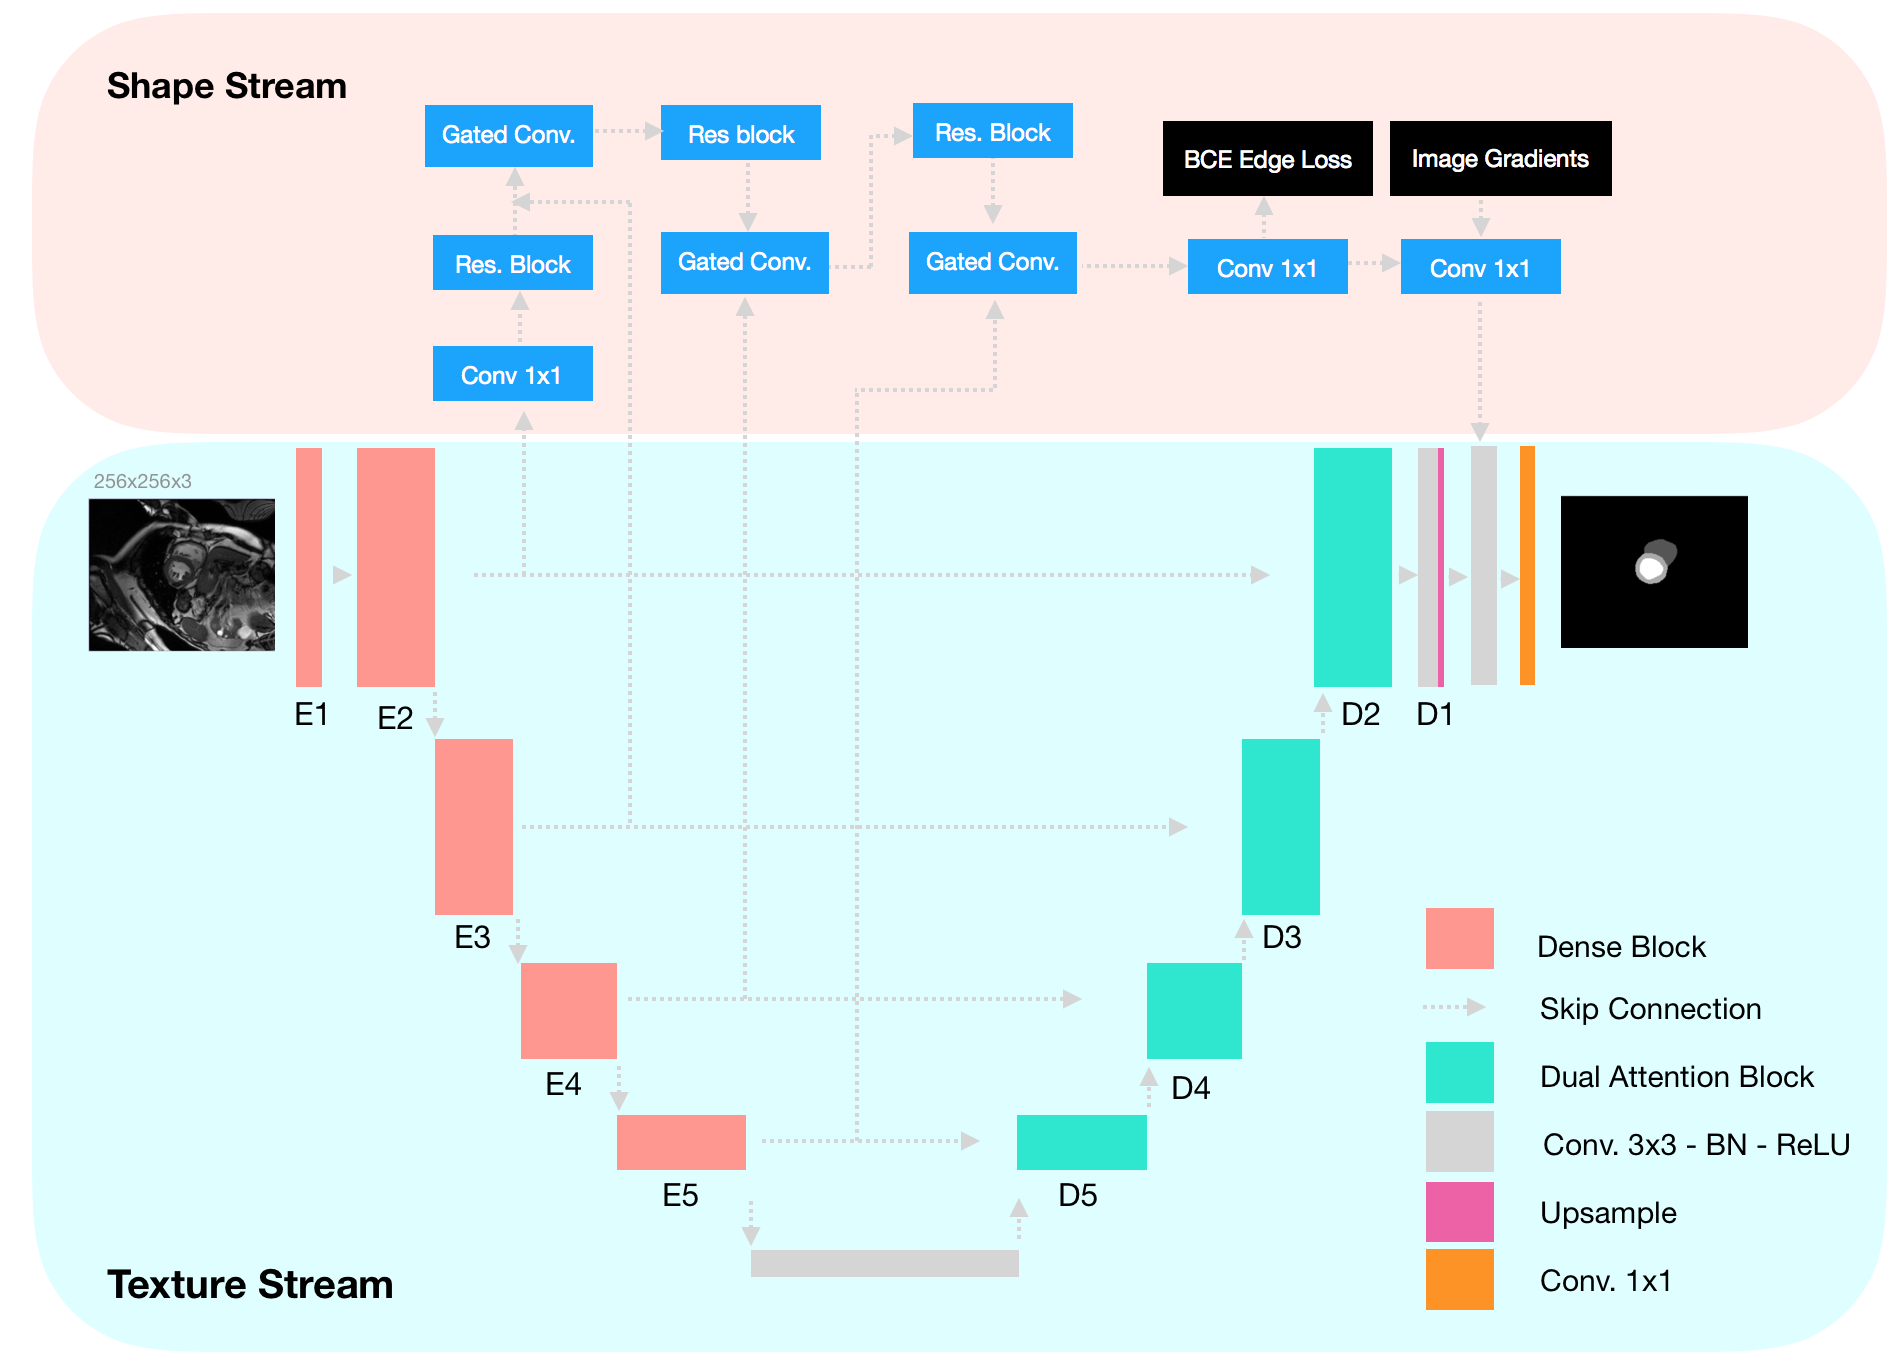 Shape Stream
Gated Conv.
Res block
Res. Block
BCE Edge Loss
Image Gradients
Res. Block
Gated Conv.
Gated Conv.
Conv 1x1
Conv 1x1
Conv 1x1
256x256x3
E1
E2
D2
D1
E3
D3
E4
D4
E5
D5
Dense Block
Skip Connection
Dual Attention Block
Conv. 3x3 - BN - ReLU
Upsample
Conv. 1x1
Texture Stream